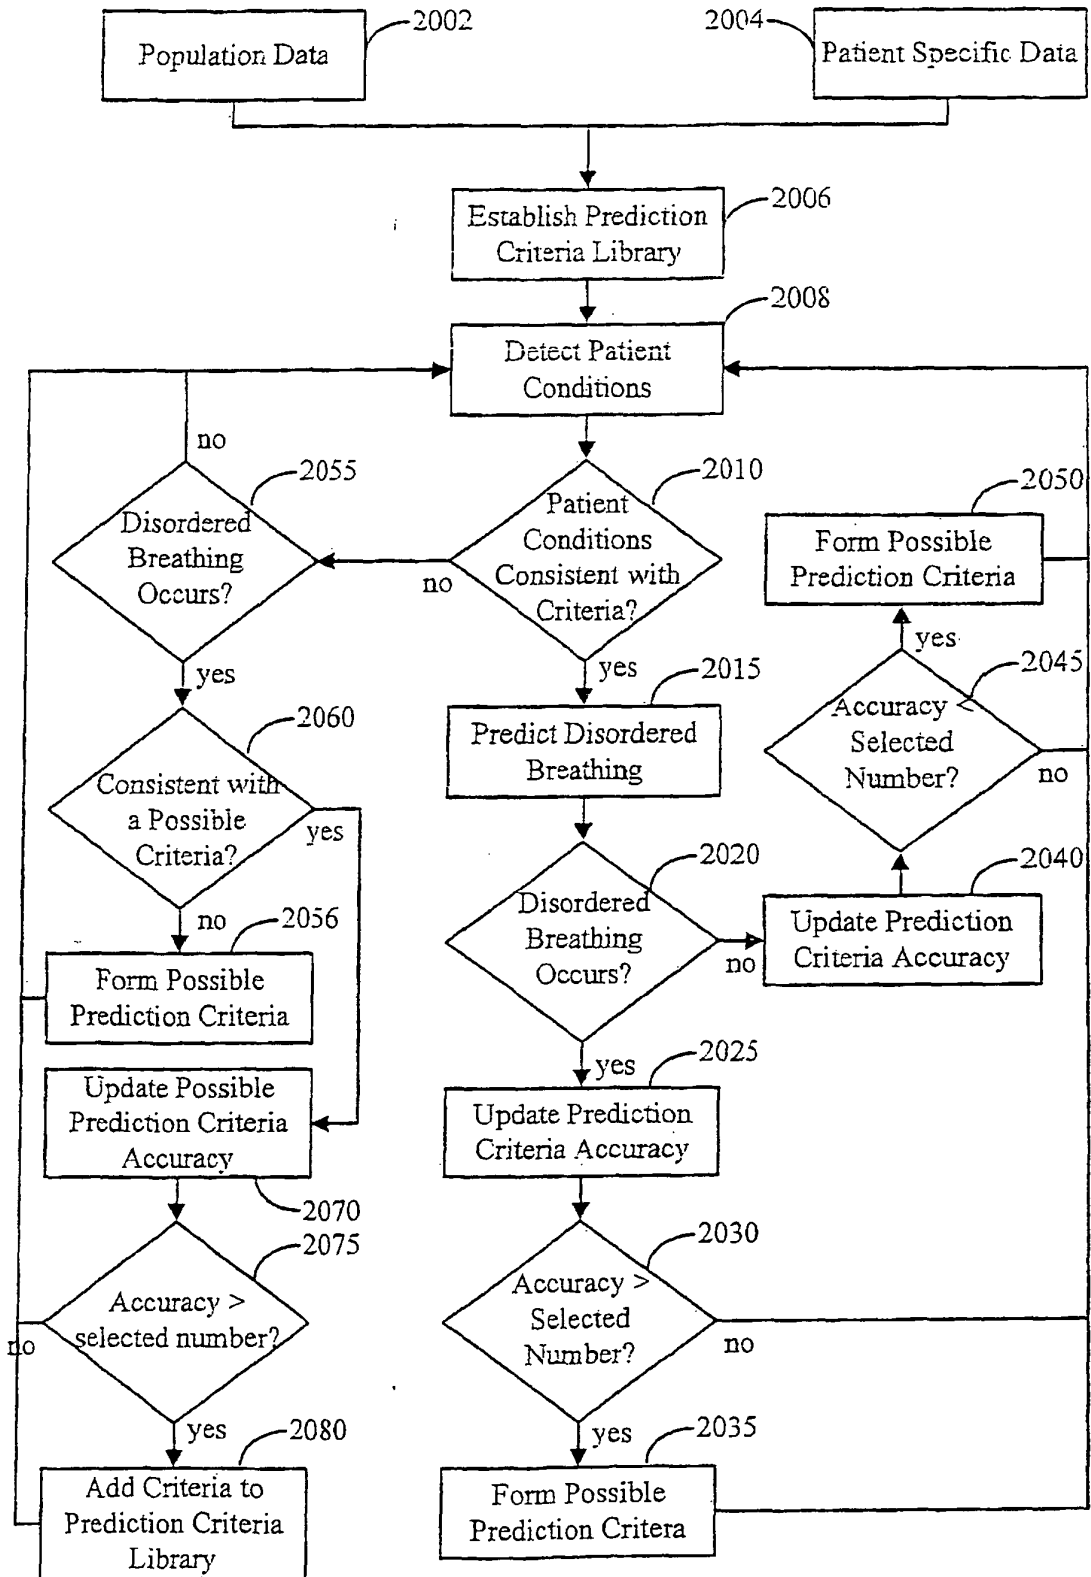 2002
2004
Population Data
Patient Specific Data
2006
Establish Prediction
Criteria Library
2008
Detect Patient
Conditions
no
2055
Disordered
Breathing
Occurs?
yes
2010
Patient
Conditions
Consistent with
Criteria?
no
yes
2050
Form Possible
Prediction Criteria
yes
2045
Accuracy <
Selected
Number?
no
2015
Predict Disordered
Breathing
2060
Consistent with
a Possible
Criteria?
yes
no
2020
Disordered
Breathing
Occurs?
no
yes
2040
Update Prediction
Criteria Accuracy
2056
Form Possible
Prediction Criteria
2025
Update Prediction
Criteria Accuracy
Update Possible
Prediction Criteria
Accuracy
2070
2075
Accuracy >
selected number?
no
yes
2030
Accuracy >
Selected
Number?
no
yes
2080
Add Criteria to
Prediction Criteria
Library
2035
Form Possible
Prediction Critera